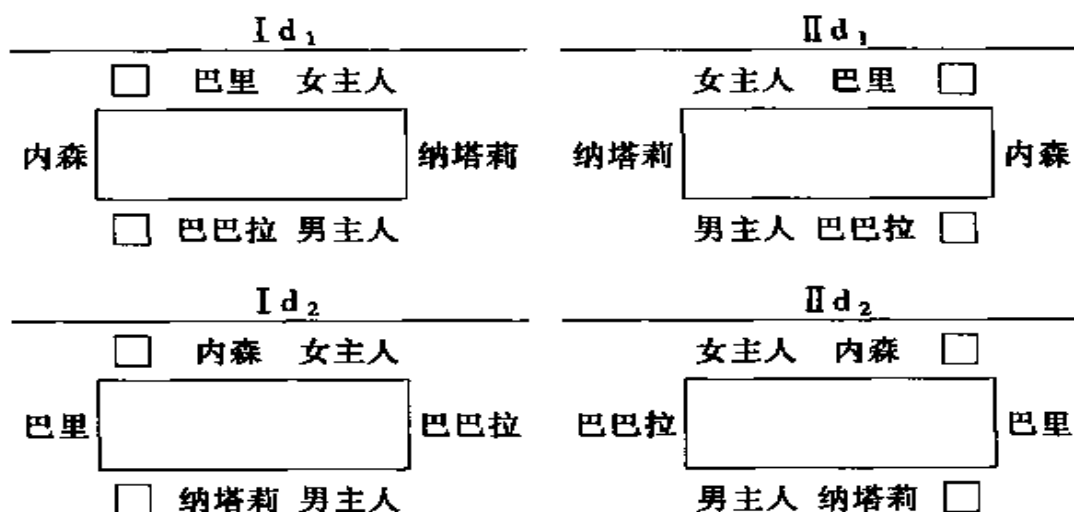 Ⅰd₁ Ⅱd₁
□ 巴里 女主人 女主人 巴里 □
内森 纳塔莉 纳塔莉 内森
□ 巴巴拉 男主人 男主人 巴巴拉 □
Ⅰd₂ Ⅱd₂
□ 内森 女主人 女主人 内森 □
巴里 巴巴拉 巴巴拉 巴里
□ 纳塔莉 男主人 男主人 纳塔莉 □